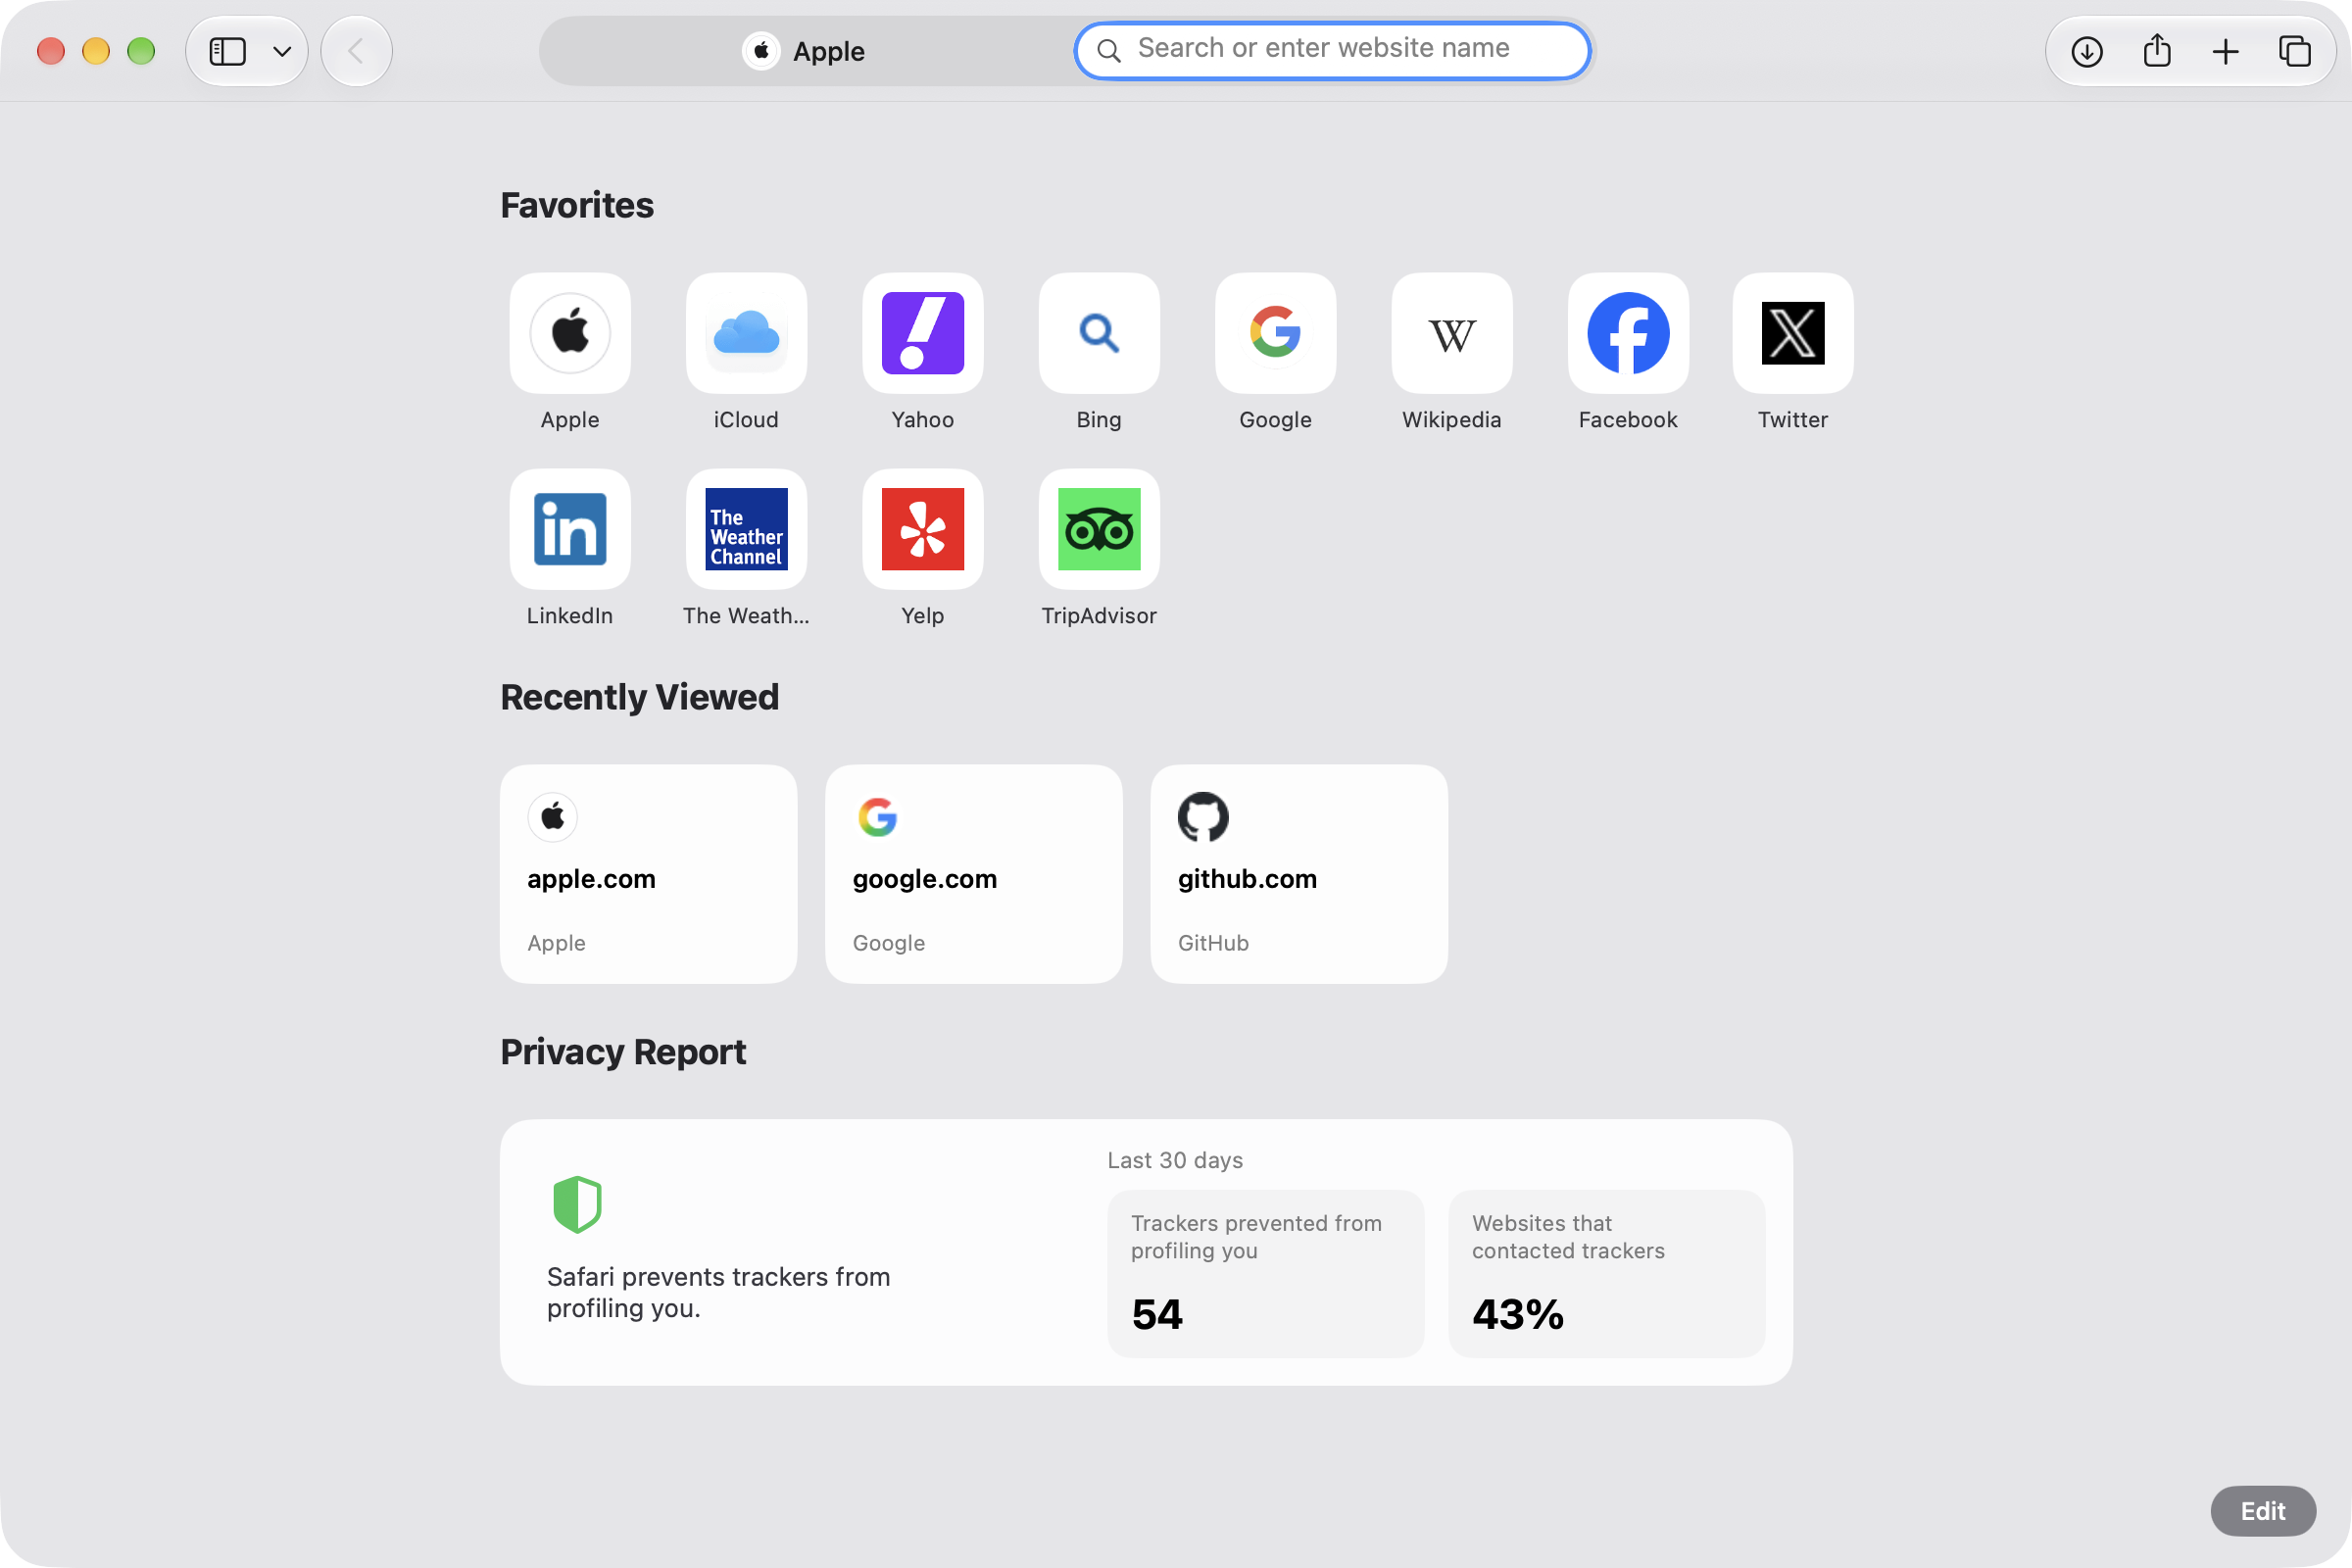 Apple
Search or enter website name
Favorites
Apple
iCloud
Yahoo
Bing
Google
Wikipedia
Facebook
Twitter
The
Weather
Channel
LinkedIn
The Weath...
Yelp
TripAdvisor
Recently Viewed
apple.com
Apple
google.com
Google
github.com
GitHub
Privacy Report
Safari prevents trackers from
profiling you.
Last 30 days
Trackers prevented from
profiling you
54
Websites that
contacted trackers
43%
Edit